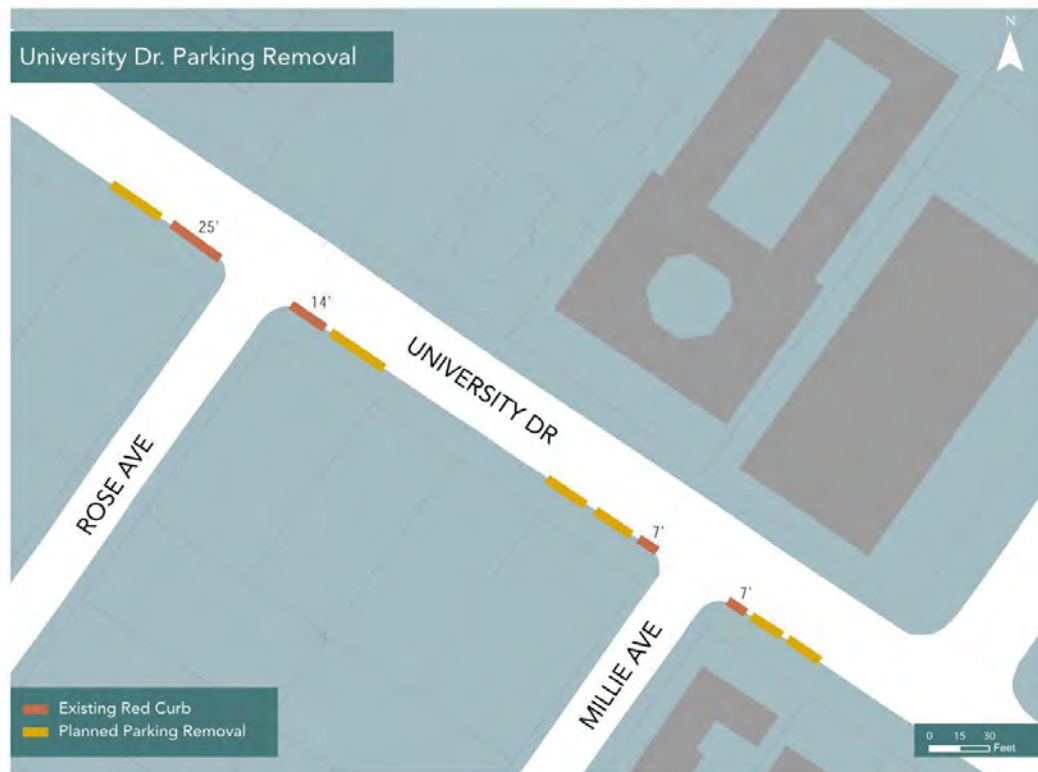 N
University Dr. Parking Removal
25'
14'
UNIVERSITY DR
ROSE AVE
7'
7'
MILLIE AVE
Existing Red Curb
Planned Parking Removal
0 15 30
Feet